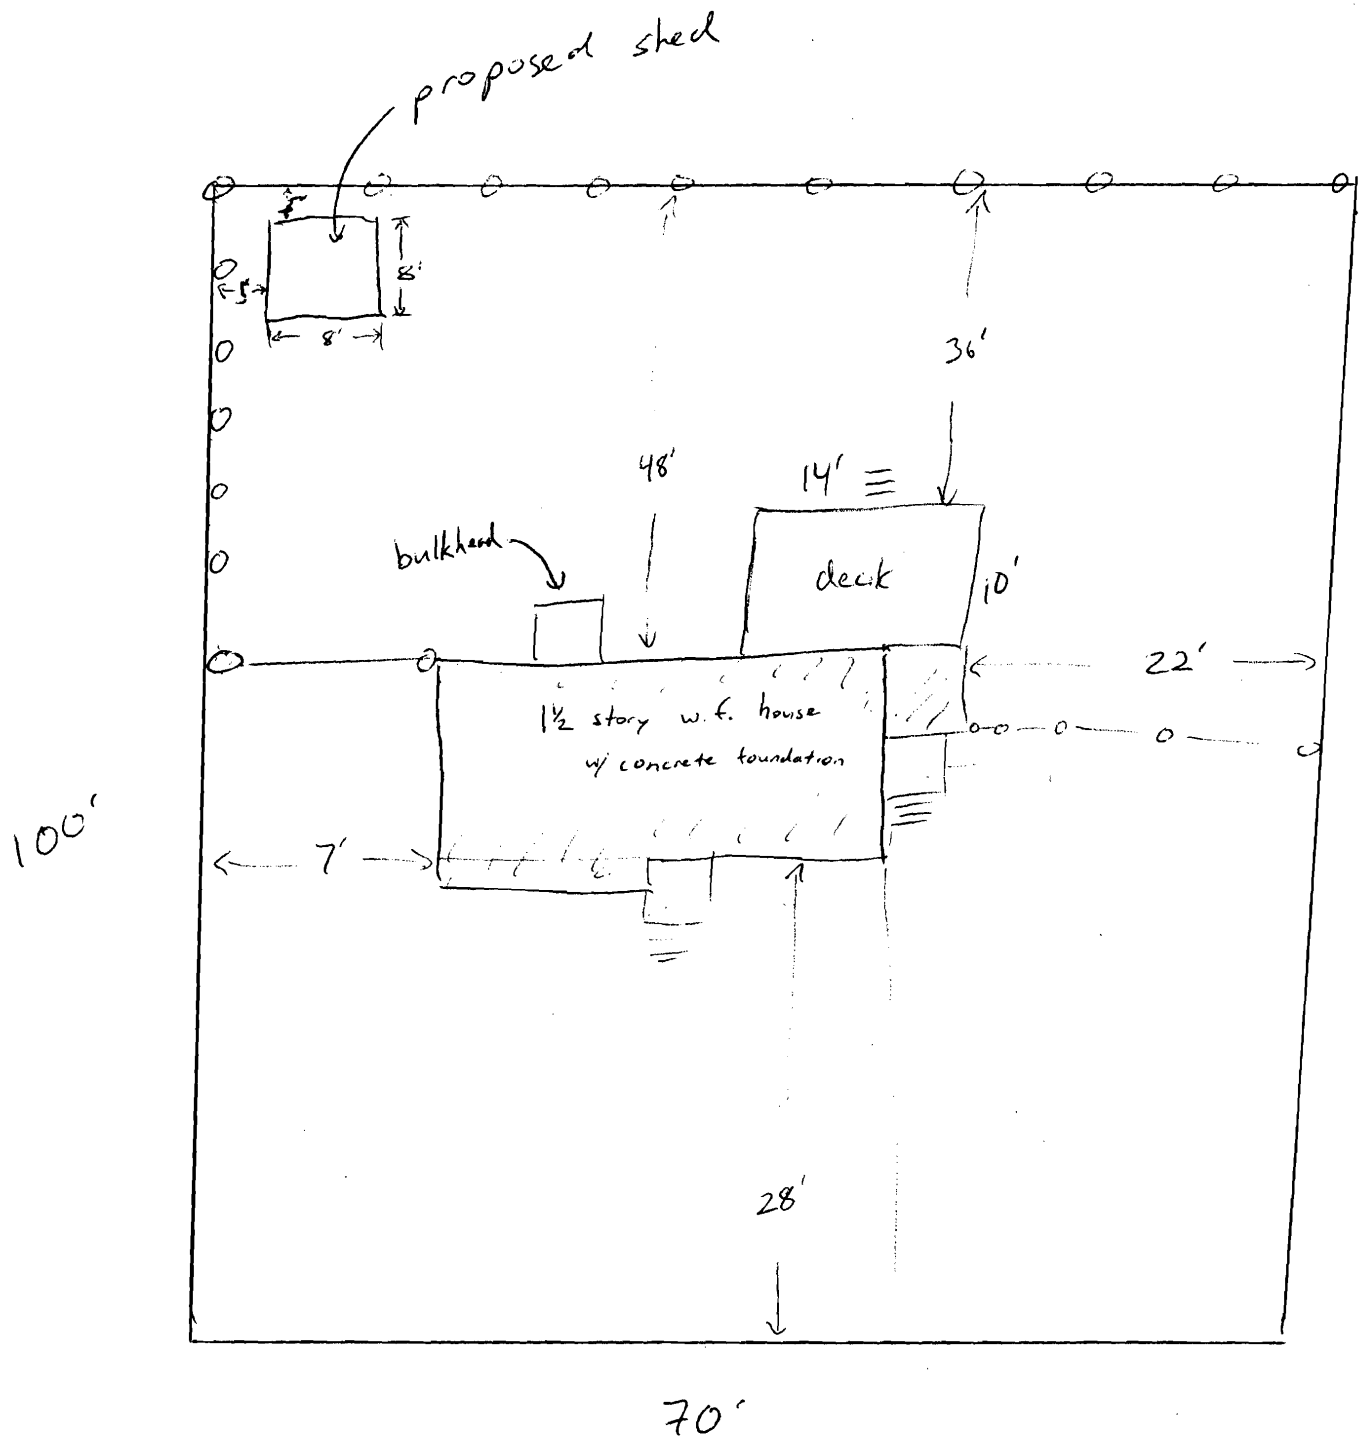 proposed shed
5'
8'
5'
8'
36'
48'
14'
bulkhead
deck
10'
22'
1½ story w.f. house
w/ concrete foundation
100'
7'
28'
70'